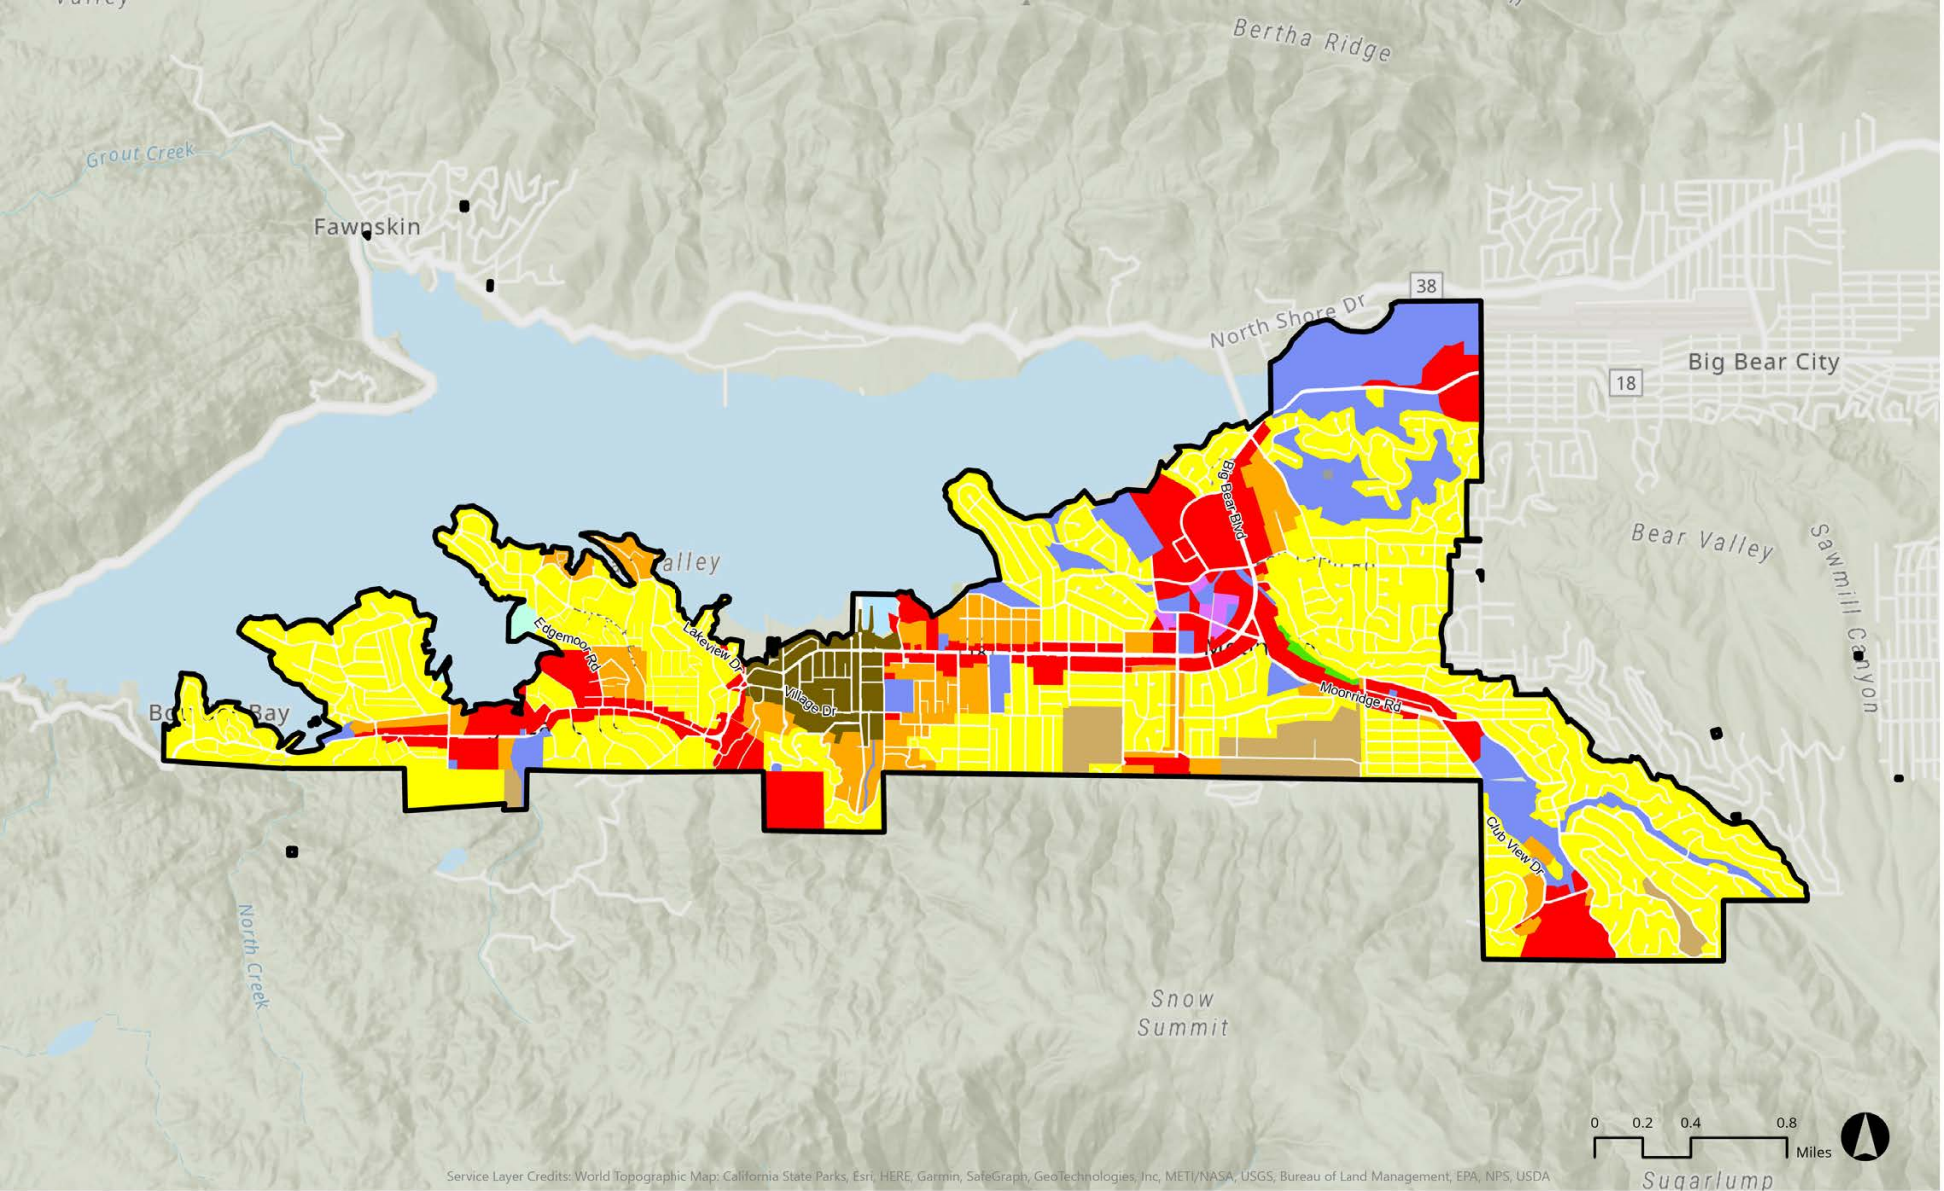 Valley
Bertha Ridge
Grout Creek
Fawnskin
38
North Shore Dr
Big Bear City
18
Big Bear Blvd
Bear Valley
Sawmill Canyon
alley
Edgemoor Rd
Lakeview Dr
Village Dr
Moonridge Rd
Bay
Club View Dr
North Creek
Snow
Summit
0 0.2 0.4 0.8
Miles
Service Layer Credits: World Topographic Map: California State Parks, Esri, HERE, Garmin, SafeGraph, GeoTechnologies, Inc, METI/NASA, USGS, Bureau of Land Management, EPA, NPS, USDA
Sugarlump